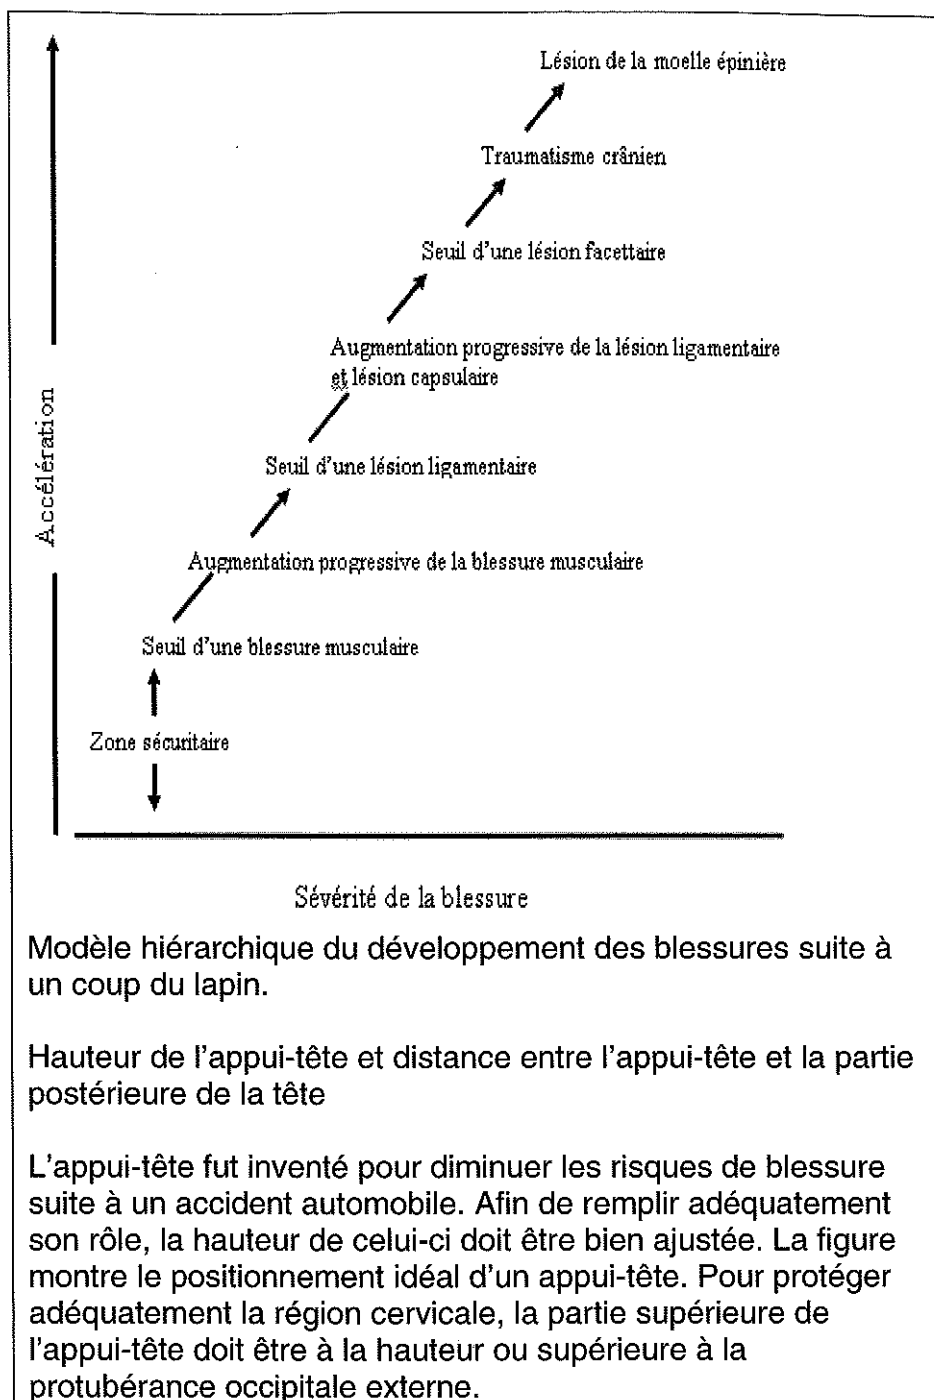 Lésion de la moelle épinière
Traumatisme crânien
Seuil d'une lésion facettaire
Augmentation progressive de la lésion ligamentaire
et lésion capsulaire
Accélération
Seuil d'une lésion ligamentaire
Augmentation progressive de la blessure musculaire
Seuil d'une blessure musculaire
Zone sécuritaire
Sévérité de la blessure
Modèle hiérarchique du développement des blessures suite à
un coup du lapin.
Hauteur de l'appui-tête et distance entre l'appui-tête et la partie
postérieure de la tête
L'appui-tête fut inventé pour diminuer les risques de blessure
suite à un accident automobile. Afin de remplir adéquatement
son rôle, la hauteur de celui-ci doit être bien ajustée. La figure
montre le positionnement idéal d'un appui-tête. Pour protéger
adéquatement la région cervicale, la partie supérieure de
l'appui-tête doit être à la hauteur ou supérieure à la
protubérance occipitale externe.